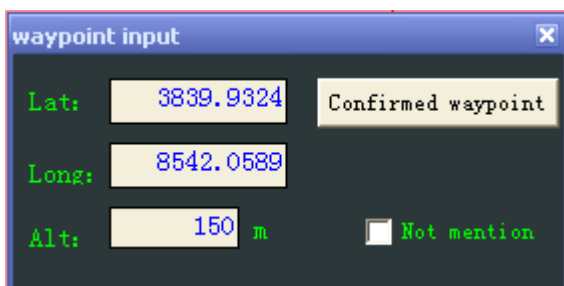 waypoint input
Lat: 3839.9324 Confirmed waypoint
Long: 8542.0589
Alt: 150 m Not mention